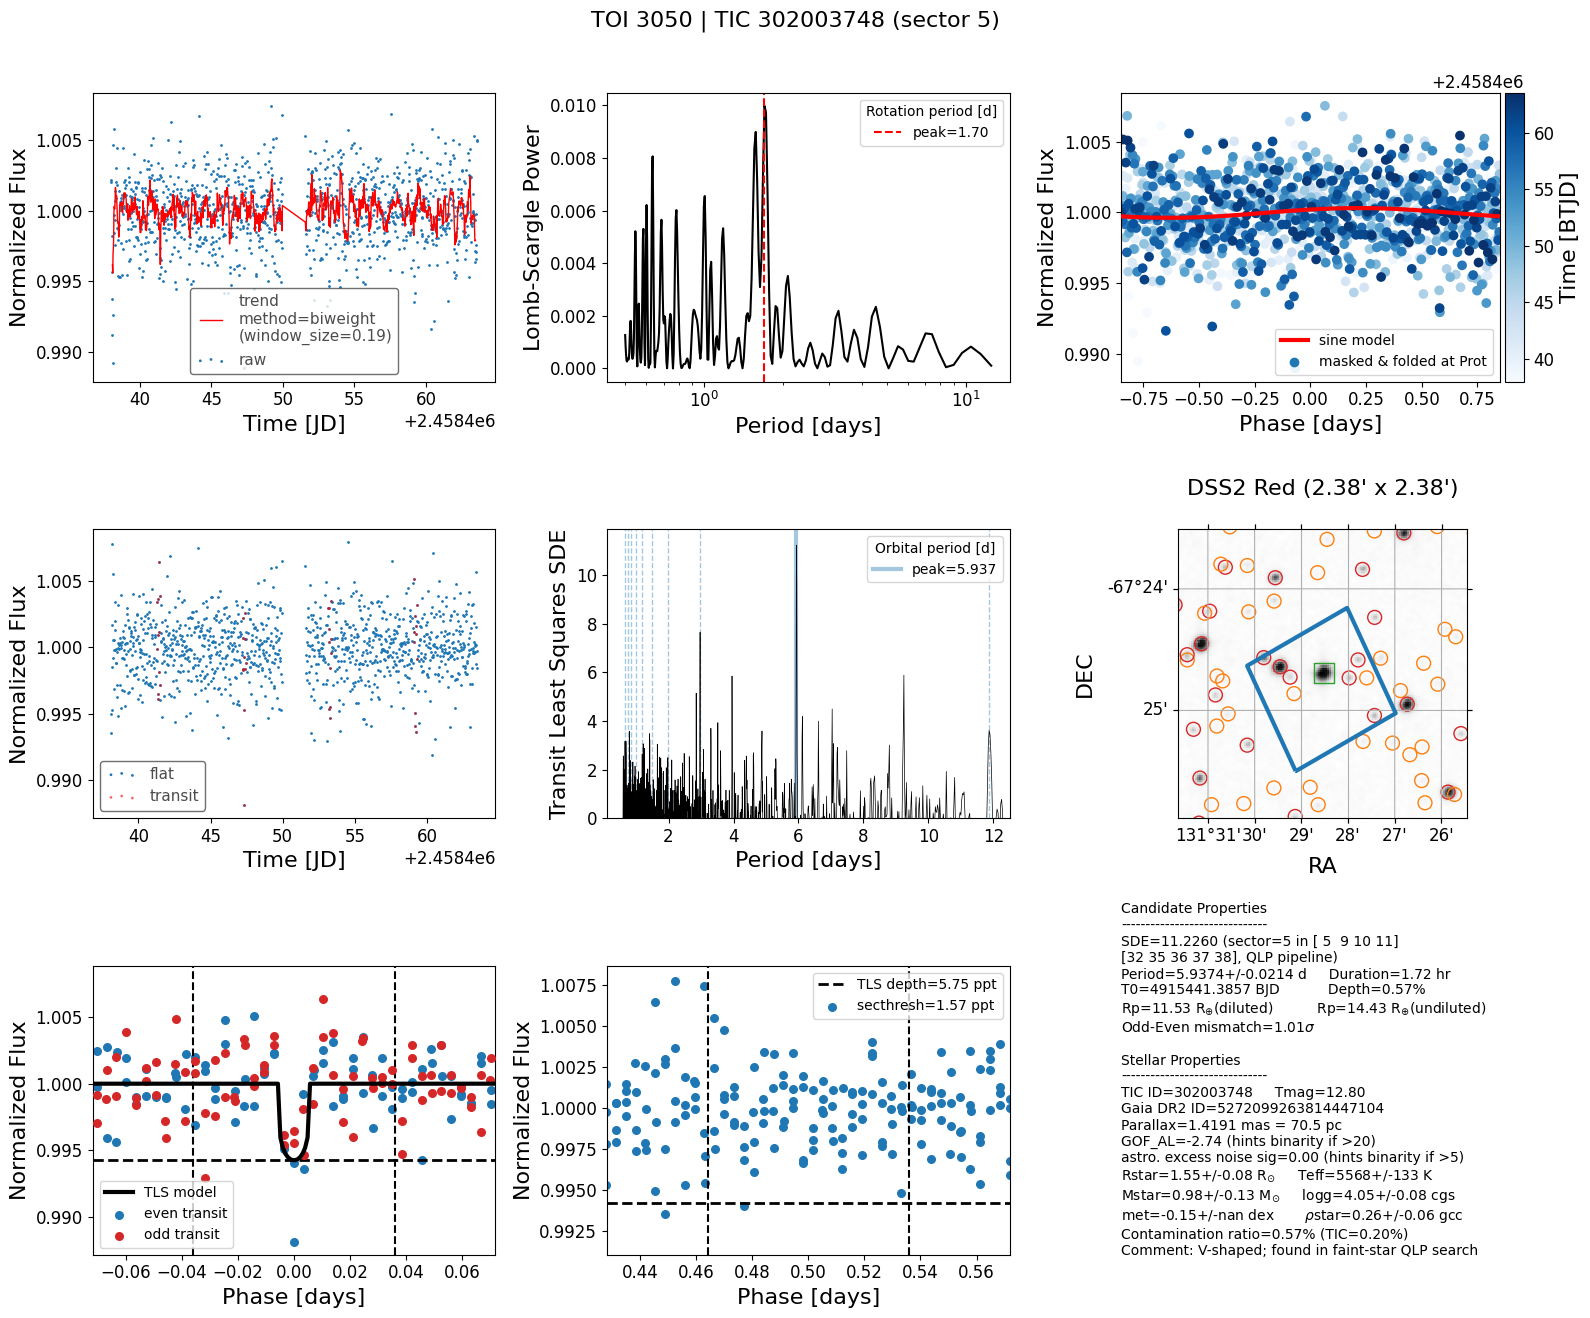 TOI 3050 | TIC 302003748 (sector 5)
Normalized Flux
1.005
1.000
0.995
0.990
trend
method=biweight
(window_size=0.19)
raw
40 45 50 55 60
Time [JD]
+2.4584e6
Lomb-Scargle Power
0.010
0.008
0.006
0.004
0.002
0.000
Rotation period [d]
peak=1.70
10^0 10^1
Period [days]
+2.4584e6
Normalized Flux
1.005
1.000
0.995
0.990
sine model
masked & folded at Prot
−0.75 −0.50 −0.25 0.00 0.25 0.50 0.75
Phase [days]
60
55
50
45
40
Time [BTJD]
Normalized Flux
1.005
1.000
0.995
0.990
flat
transit
40 45 50 55 60
Time [JD]
+2.4584e6
Transit Least Squares SDE
10
8
6
4
2
0
Orbital period [d]
peak=5.937
2 4 6 8 10 12
Period [days]
DSS2 Red (2.38' x 2.38')
DEC
-67°24'
25'
131°31'30' 29' 28' 27' 26'
RA
Normalized Flux
1.005
1.000
0.995
0.990
TLS model
even transit
odd transit
−0.06 −0.04 −0.02 0.00 0.02 0.04 0.06
Phase [days]
Normalized Flux
1.0075
1.0050
1.0025
1.0000
0.9975
0.9950
0.9925
TLS depth=5.75 ppt
secthresh=1.57 ppt
0.44 0.46 0.48 0.50 0.52 0.54 0.56
Phase [days]
Candidate Properties
------------------------------
SDE=11.2260 (sector=5 in [ 5 9 10 11]
[32 35 36 37 38], QLP pipeline)
Period=5.9374+/-0.0214 d Duration=1.72 hr
T0=4915441.3857 BJD Depth=0.57%
Rp=11.53 R⊕(diluted) Rp=14.43 R⊕(undiluted)
Odd-Even mismatch=1.01σ
Stellar Properties
------------------------------
TIC ID=302003748 Tmag=12.80
Gaia DR2 ID=5272099263814447104
Parallax=1.4191 mas = 70.5 pc
GOF_AL=-2.74 (hints binarity if >20)
astro. excess noise sig=0.00 (hints binarity if >5)
Rstar=1.55+/-0.08 R⊙ Teff=5568+/-133 K
Mstar=0.98+/-0.13 M⊙ logg=4.05+/-0.08 cgs
met=-0.15+/-nan dex ρstar=0.26+/-0.06 gcc
Contamination ratio=0.57% (TIC=0.20%)
Comment: V-shaped; found in faint-star QLP search